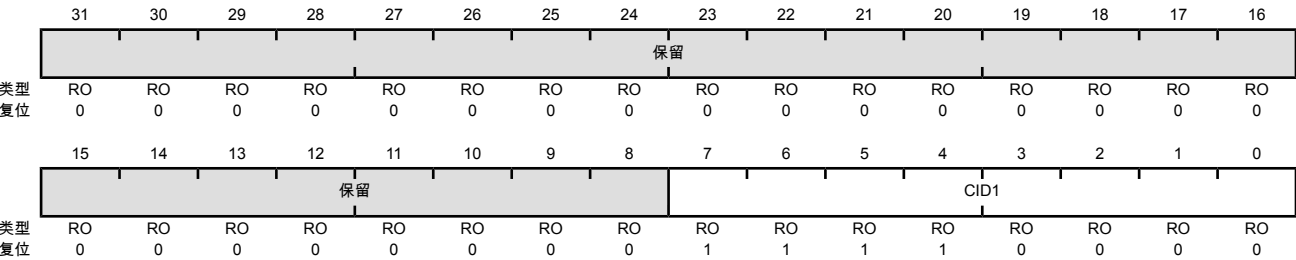 31 30 29 28 27 26 25 24 23 22 21 20 19 18 17 16
保留
类型 RO RO RO RO RO RO RO RO RO RO RO RO RO RO RO RO
复位 0 0 0 0 0 0 0 0 0 0 0 0 0 0 0 0
15 14 13 12 11 10 9 8 7 6 5 4 3 2 1 0
保留 CID1
类型 RO RO RO RO RO RO RO RO RO RO RO RO RO RO RO RO
复位 0 0 0 0 0 0 0 0 1 1 1 1 0 0 0 0